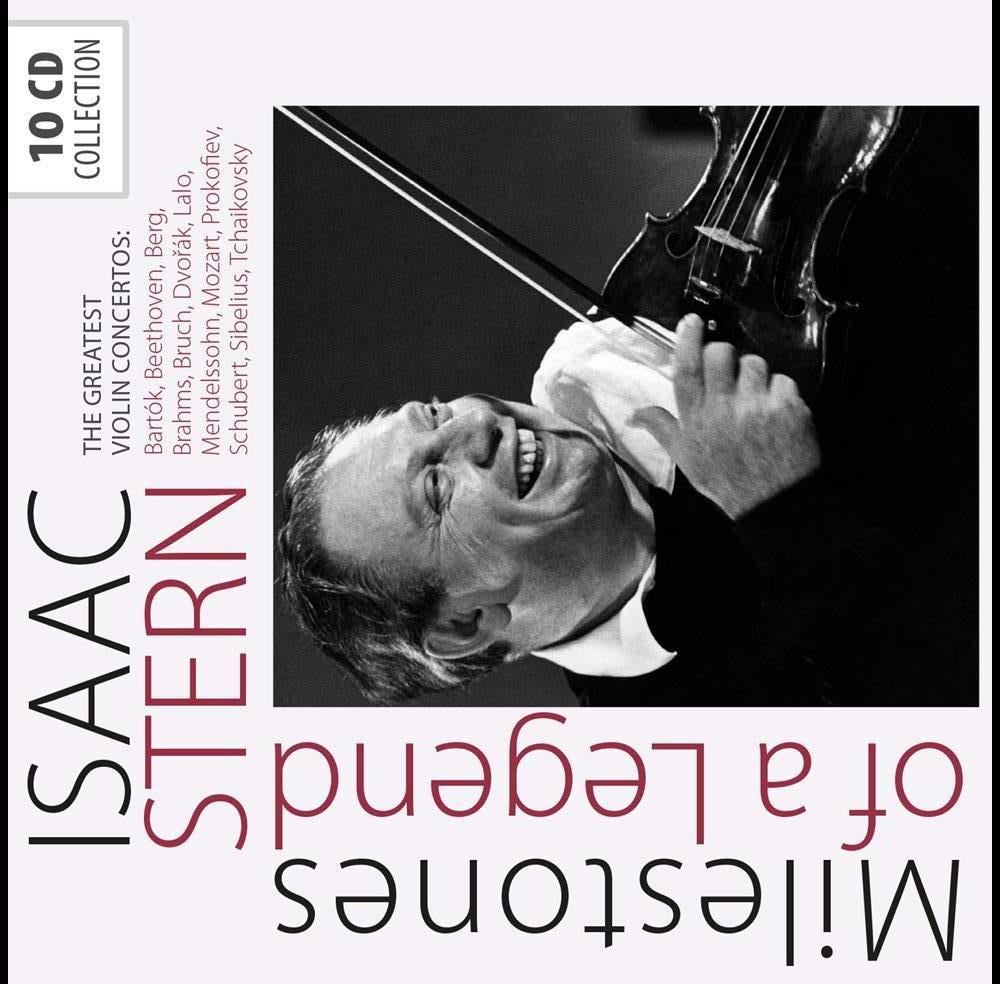 10 CD
COLLECTION
ISAAC
STERN
THE GREATEST
VIOLIN CONCERTOS:
Bartók, Beethoven, Berg,
Brahms, Bruch, Dvořák, Lalo,
Mendelssohn, Mozart, Prokofiev,
Schubert, Sibelius, Tchaikovsky
Milestones
of a Legend